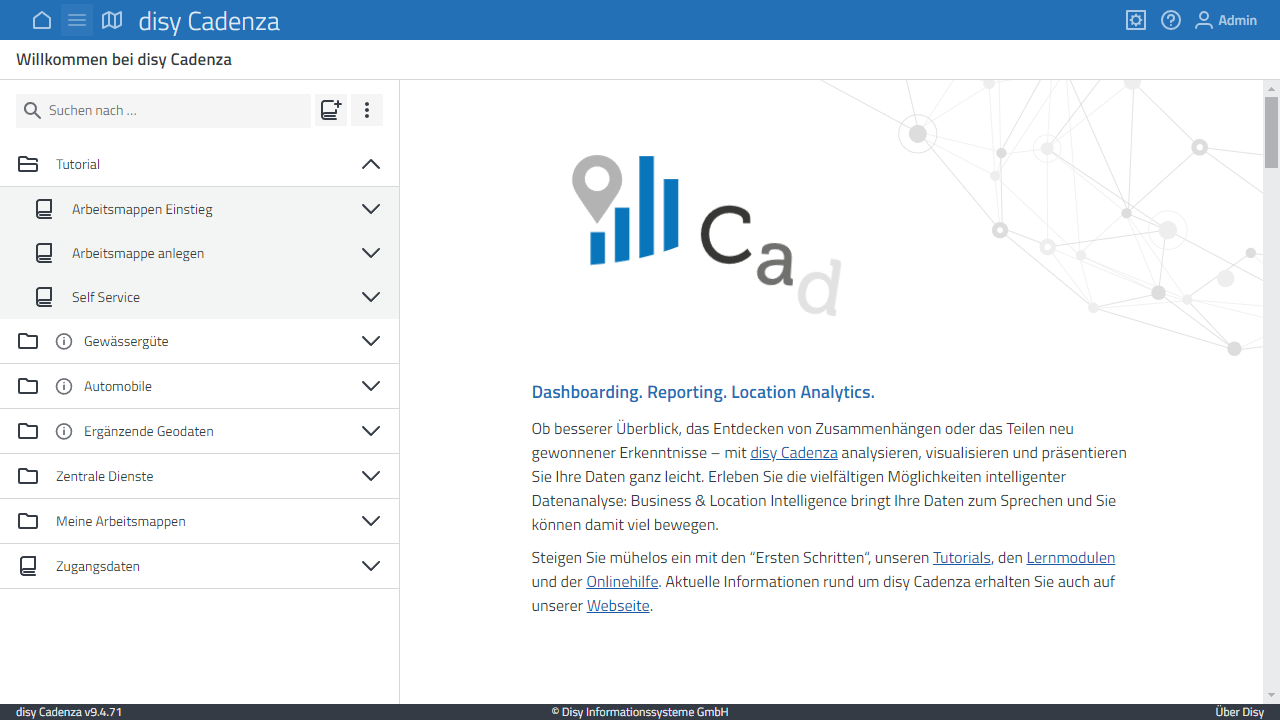 disy Cadenza
Admin
Willkommen bei disy Cadenza
Suchen nach ...
Tutorial
Arbeitsmappen Einstieg
Arbeitsmappe anlegen
Self Service
Gewässergüte
Automobile
Ergänzende Geodaten
Zentrale Dienste
Meine Arbeitsmappen
Zugangsdaten
Cad
Dashboarding. Reporting. Location Analytics.
Ob besserer Überblick, das Entdecken von Zusammenhängen oder das Teilen neu
gewonnener Erkenntnisse – mit disy Cadenza analysieren, visualisieren und präsentieren
Sie Ihre Daten ganz leicht. Erleben Sie die vielfältigen Möglichkeiten intelligenter
Datenanalyse: Business & Location Intelligence bringt Ihre Daten zum Sprechen und Sie
können damit viel bewegen.
Steigen Sie mühelos ein mit den “Ersten Schritten“, unseren Tutorials, den Lernmodulen
und der Onlinehilfe. Aktuelle Informationen rund um disy Cadenza erhalten Sie auch auf
unserer Webseite.
disy Cadenza v9.4.71
© Disy Informationssysteme GmbH
Über Disy